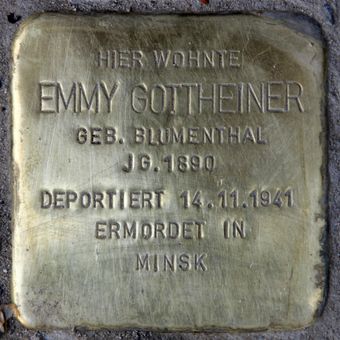 HIER WOHNTE
EMMY GOTTHEINER
GEB. BLUMENTHAL
JG. 1890
DEPORTIERT 14.11.1941
ERMORDET IN
MINSK